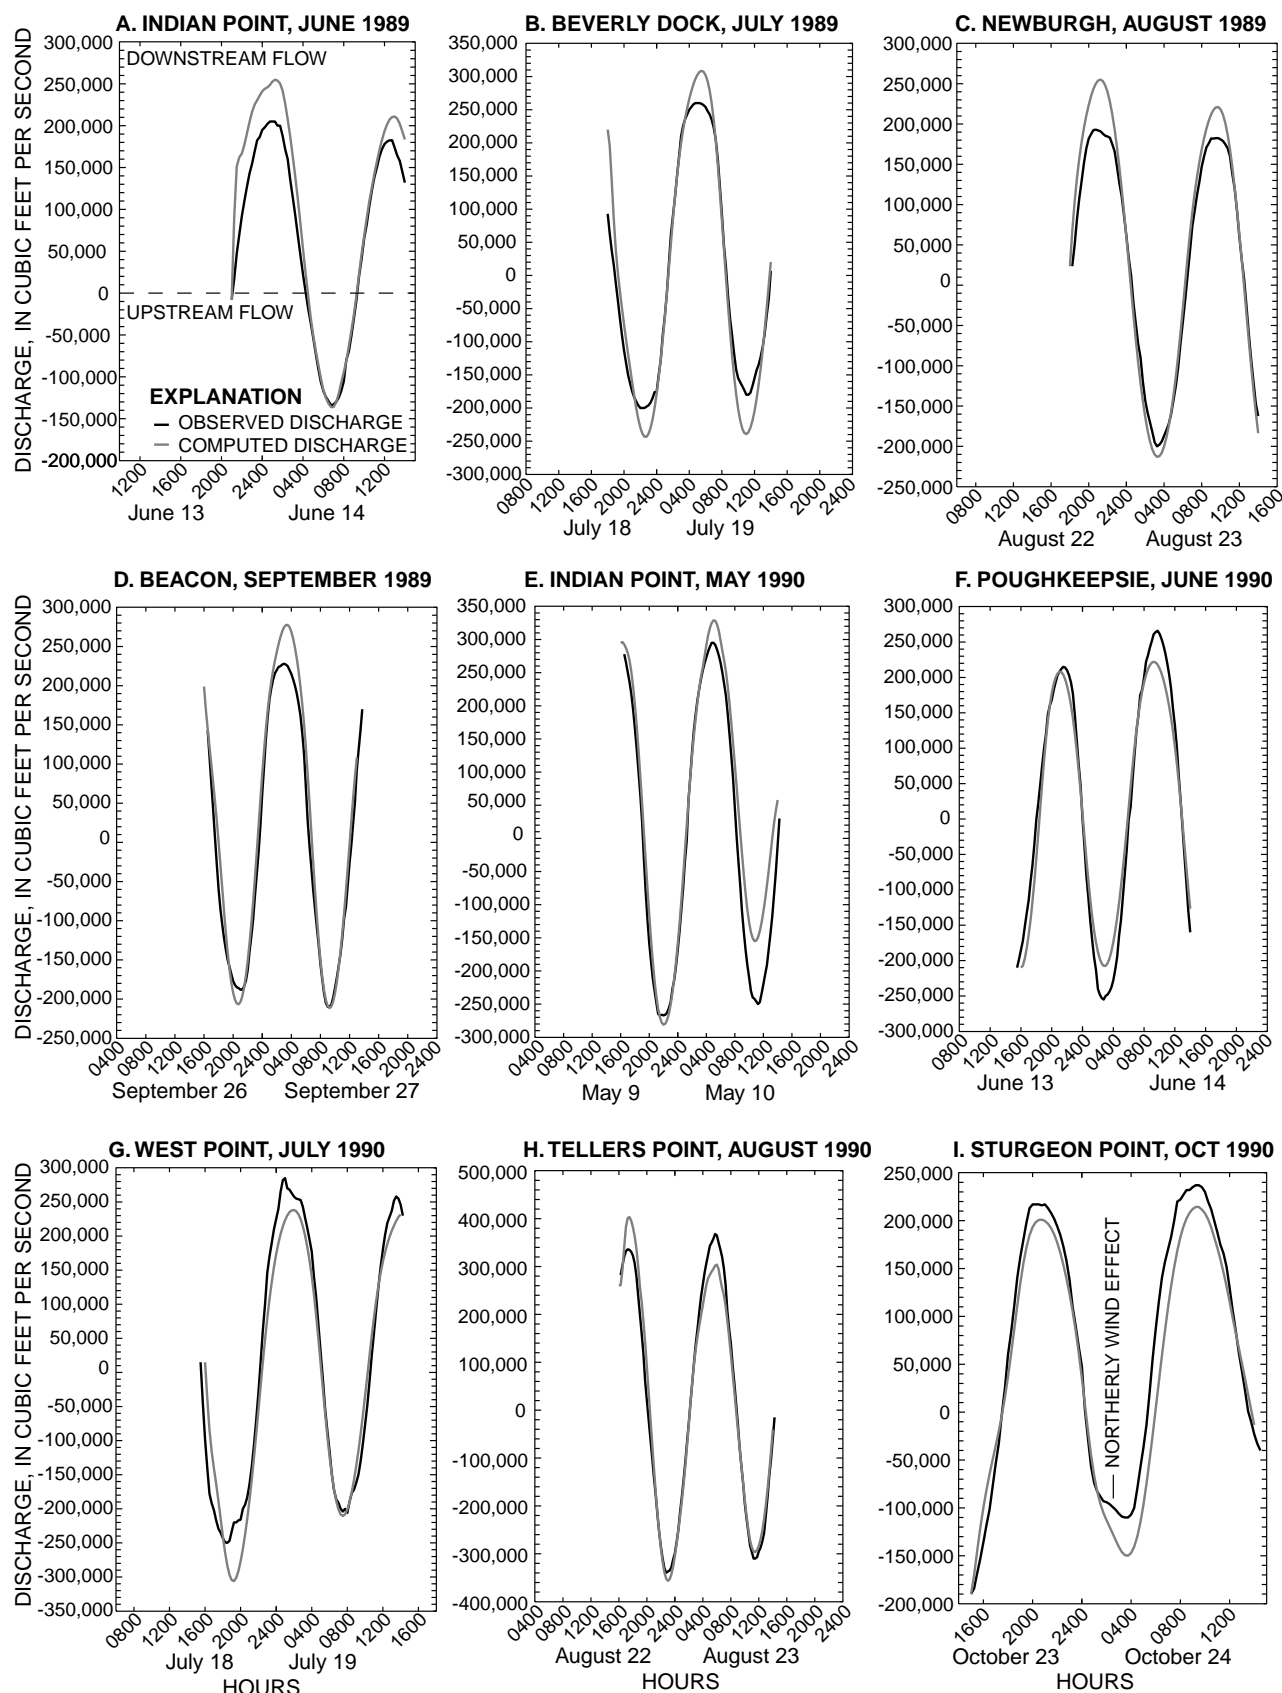 A. INDIAN POINT, JUNE 1989
DISCHARGE, IN CUBIC FEET PER SECOND
300,000
250,000
200,000
150,000
100,000
50,000
0
-50,000
-100,000
-150,000
-200,000
DOWNSTREAM FLOW
UPSTREAM FLOW
EXPLANATION
OBSERVED DISCHARGE
COMPUTED DISCHARGE
1200 1600 2000 2400 0400 0800 1200
June 13 June 14
B. BEVERLY DOCK, JULY 1989
350,000
300,000
250,000
200,000
150,000
100,000
50,000
0
-50,000
-100,000
-150,000
-200,000
-250,000
-300,000
0800 1200 1600 2000 2400 0400 0800 1200 1600 2000 2400
July 18 July 19
C. NEWBURGH, AUGUST 1989
300,000
250,000
200,000
150,000
100,000
50,000
0
-50,000
-100,000
-150,000
-200,000
-250,000
0800 1200 1600 2000 2400 0400 0800 1200 1600
August 22 August 23
D. BEACON, SEPTEMBER 1989
DISCHARGE, IN CUBIC FEET PER SECOND
300,000
250,000
200,000
150,000
100,000
50,000
0
-50,000
-100,000
-150,000
-200,000
-250,000
0400 0800 1200 1600 2000 2400 0400 0800 1200 1600 2000 2400
September 26 September 27
E. INDIAN POINT, MAY 1990
350,000
300,000
250,000
200,000
150,000
100,000
50,000
0
-50,000
-100,000
-150,000
-200,000
-250,000
-300,000
0400 0800 1200 1600 2000 2400 0400 0800 1200 1600 2000 2400
May 9 May 10
F. POUGHKEEPSIE, JUNE 1990
300,000
250,000
200,000
150,000
100,000
50,000
0
-50,000
-100,000
-150,000
-200,000
-250,000
-300,000
0800 1200 1600 2000 2400 0400 0800 1200 1600 2000 2400
June 13 June 14
G. WEST POINT, JULY 1990
DISCHARGE, IN CUBIC FEET PER SECOND
300,000
250,000
200,000
150,000
100,000
50,000
0
-50,000
-100,000
-150,000
-200,000
-250,000
-300,000
-350,000
0800 1200 1600 2000 2400 0400 0800 1200 1600
July 18 July 19
HOURS
H. TELLERS POINT, AUGUST 1990
500,000
400,000
300,000
200,000
100,000
0
-100,000
-200,000
-300,000
-400,000
0400 0800 1200 1600 2000 2400 0400 0800 1200 1600 2000 2400
August 22 August 23
HOURS
I. STURGEON POINT, OCT 1990
250,000
200,000
150,000
100,000
50,000
0
-50,000
-100,000
-150,000
-200,000
NORTHERLY WIND EFFECT
1600 2000 2400 0400 0800 1200
October 23 October 24
HOURS